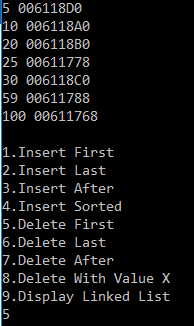 5 006118D0
10 006118A0
20 006118B0
25 00611778
30 006118C0
59 00611788
100 00611768

1.Insert First
2.Insert Last
3.Insert After
4.Insert Sorted
5.Delete First
6.Delete Last
7.Delete After
8.Delete With Value X
9.Display Linked List
5